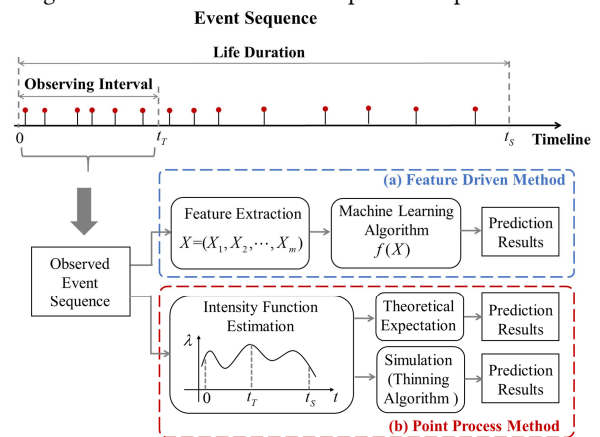 Event Sequence
Life Duration
Observing Interval
0
t_T
t_S
Timeline
(a) Feature Driven Method
Feature Extraction
X=(X_1, X_2, ⋯, X_m)
Machine Learning
Algorithm
f(X)
Prediction
Results
Observed
Event
Sequence
Intensity Function
Estimation
λ
0
t_T
t_S
t
Theoretical
Expectation
Prediction
Results
Simulation
(Thinning
Algorithm )
Prediction
Results
(b) Point Process Method